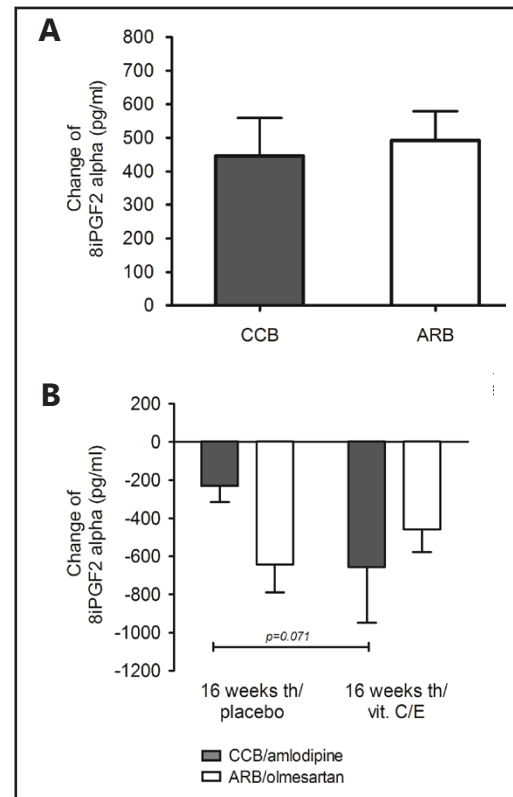 A
Change of
8iPGF2 alpha (pg/ml)
800
700
600
500
400
300
200
100
0
CCB
ARB
B
Change of
8iPGF2 alpha (pg/ml)
200
0
-200
-400
-600
-800
-1000
-1200
p=0.071
16 weeks th/
placebo
16 weeks th/
vit. C/E
CCB/amlodipine
ARB/olmesartan